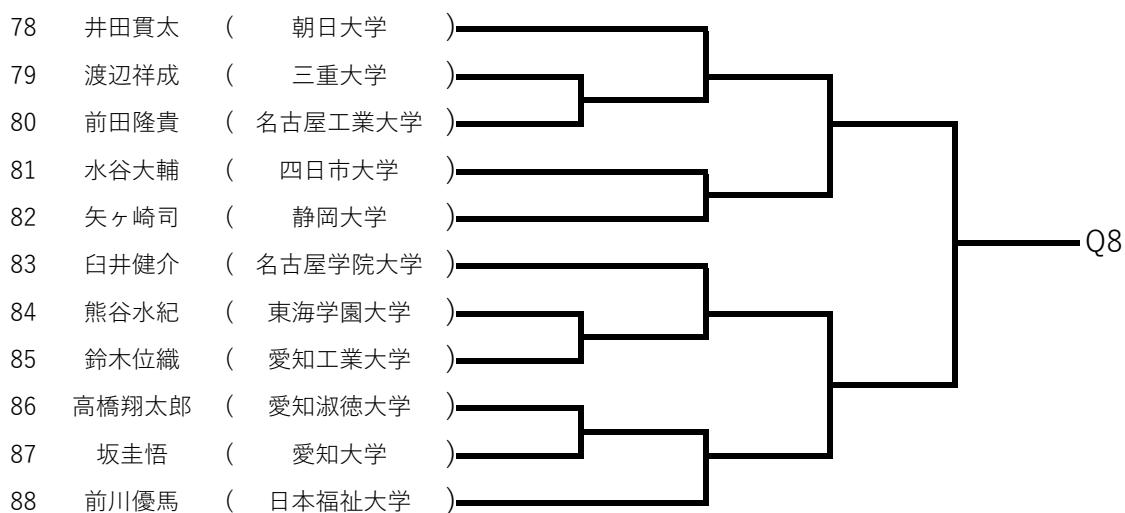 78 井田貫太 ( 朝日大学 )
79 渡辺祥成 ( 三重大学 )
80 前田隆貴 ( 名古屋工業大学 )
81 水谷大輔 ( 四日市大学 )
82 矢ヶ崎司 ( 静岡大学 )
Q8
83 臼井健介 ( 名古屋学院大学 )
84 熊谷水紀 ( 東海学園大学 )
85 鈴木位織 ( 愛知工業大学 )
86 高橋翔太郎 ( 愛知淑徳大学 )
87 坂圭悟 ( 愛知大学 )
88 前川優馬 ( 日本福祉大学 )